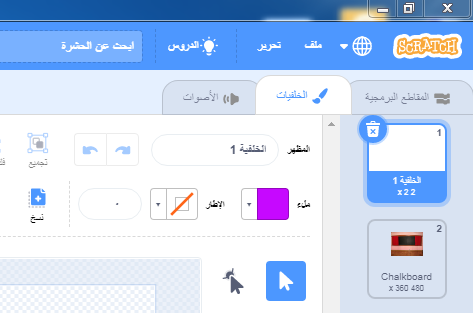 SCRATCH
ملف
تحرير
الدروس
ابحث عن الحشرة
المقاطع البرمجية
الخلفيات
الأصوات
1
الخلفية 1
2 x 2
2
Chalkboard
480 x 360
المظهر
الخلفية 1
تجميع
ملء
الإطار
٠
نسخ